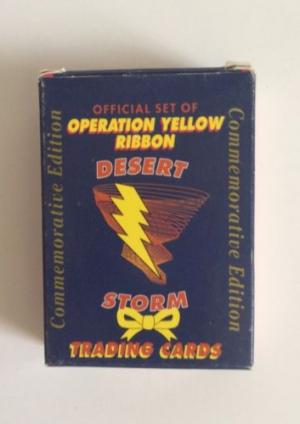 OFFICIAL SET OF
OPERATION YELLOW
RIBBON
DESERT
STORM
TRADING CARDS
Commemorative Edition
Commemorative Edition